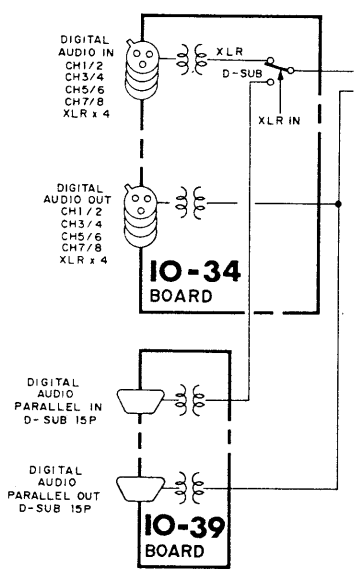 DIGITAL
AUDIO IN
CH1/2
CH3/4
CH5/6
CH7/8
XLR x 4
XLR
D-SUB
XLR IN
DIGITAL
AUDIO OUT
CH1/2
CH3/4
CH5/6
CH7/8
XLR x 4
IO-34
BOARD
DIGITAL
AUDIO
PARALLEL IN
D-SUB 15P
DIGITAL
AUDIO
PARALLEL OUT
D-SUB 15P
IO-39
BOARD